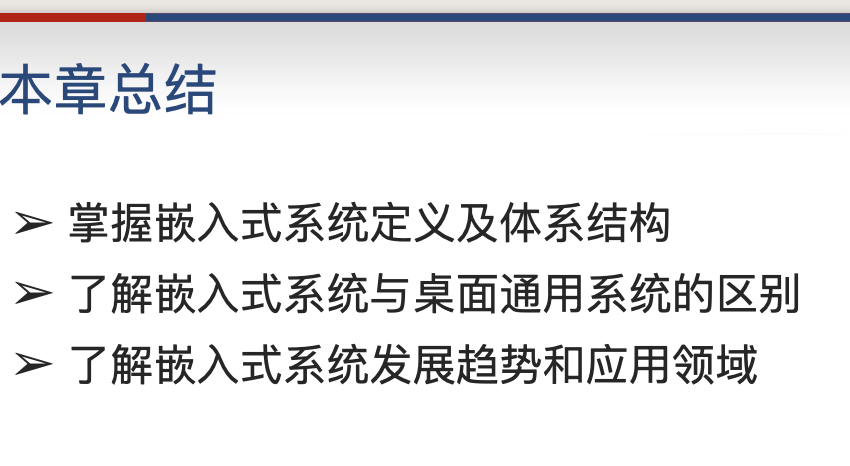 本章总结
➢ 掌握嵌入式系统定义及体系结构
➢ 了解嵌入式系统与桌面通用系统的区别
➢ 了解嵌入式系统发展趋势和应用领域